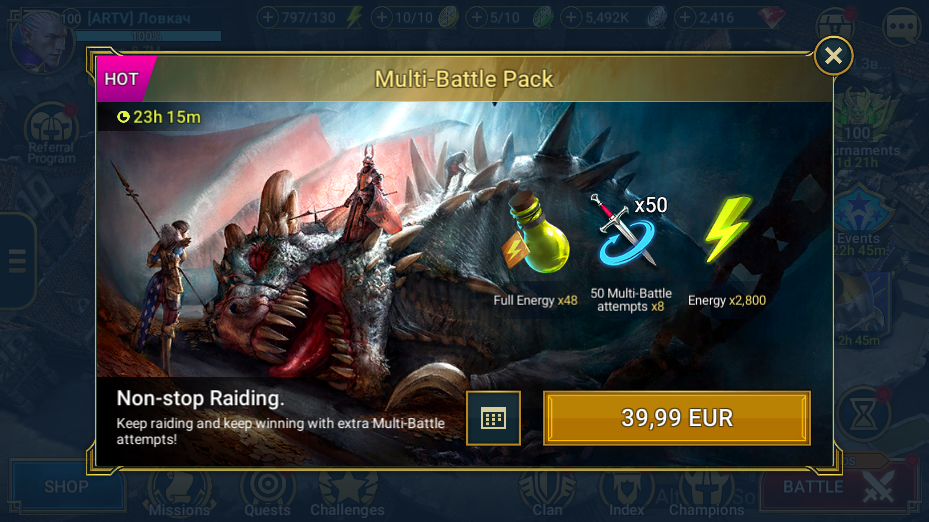 100 [ARTV] Ловкач
797/130
10/10
5/10
5,492K
2,416
100%
HOT
Multi-Battle Pack
23h 15m
Referral
Program
100
1d 21h
Events
22h 45m
x50
Full Energy x48
50 Multi-Battle
attempts x8
Energy x2,800
2h 45m
Non-stop Raiding.
Keep raiding and keep winning with extra Multi-Battle
attempts!
39,99 EUR
SHOP
Missions
Quests
Challenges
Clan
Index
Champions
BATTLE